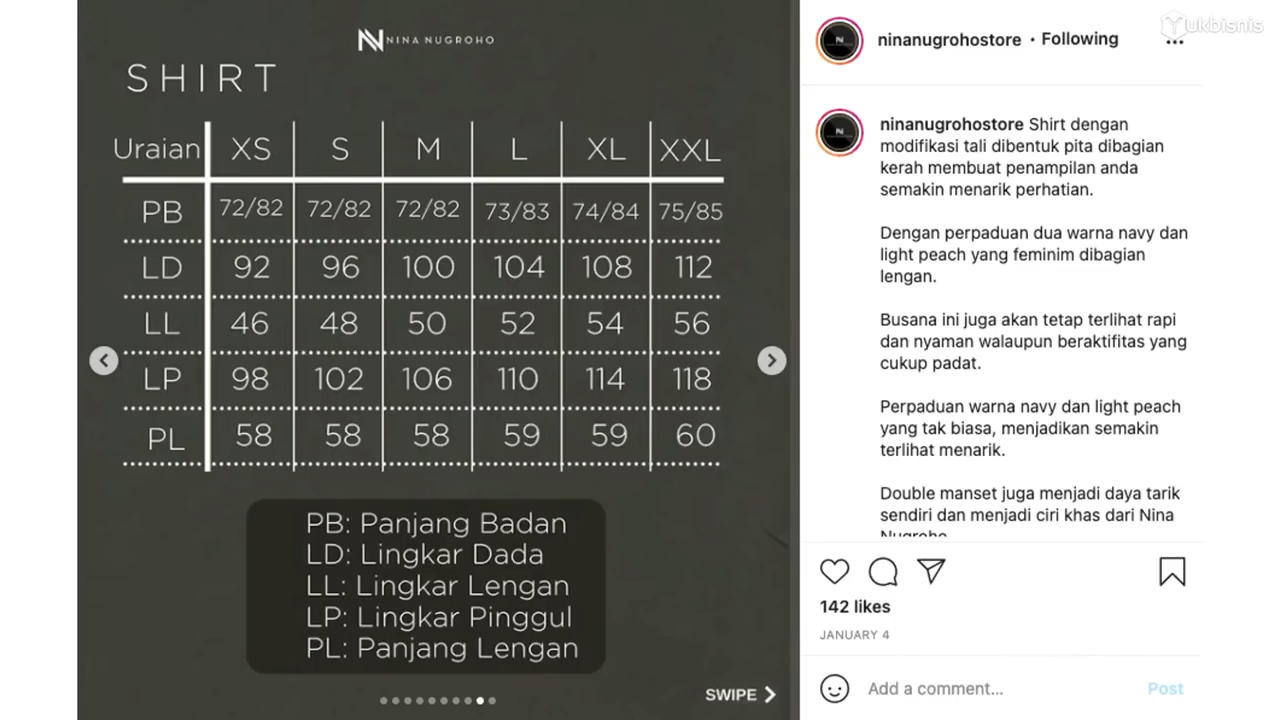 NN NINA NUGROHO
SHIRT
Uraian XS S M L XL XXL
PB 72/82 72/82 72/82 73/83 74/84 75/85
LD 92 96 100 104 108 112
LL 46 48 50 52 54 56
LP 98 102 106 110 114 118
PL 58 58 58 59 59 60
PB: Panjang Badan
LD: Lingkar Dada
LL: Lingkar Lengan
LP: Lingkar Pinggul
PL: Panjang Lengan
SWIPE
Yukbisnis
ninanugrohostore • Following
ninanugrohostore Shirt dengan
modifikasi tali dibentuk pita dibagian
kerah membuat penampilan anda
semakin menarik perhatian.
Dengan perpaduan dua warna navy dan
light peach yang feminim dibagian
lengan.
Busana ini juga akan tetap terlihat rapi
dan nyaman walaupun beraktifitas yang
cukup padat.
Perpaduan warna navy dan light peach
yang tak biasa, menjadikan semakin
terlihat menarik.
Double manset juga menjadi daya tarik
sendiri dan menjadi ciri khas dari Nina
Nugroho
142 likes
JANUARY 4
Add a comment... Post